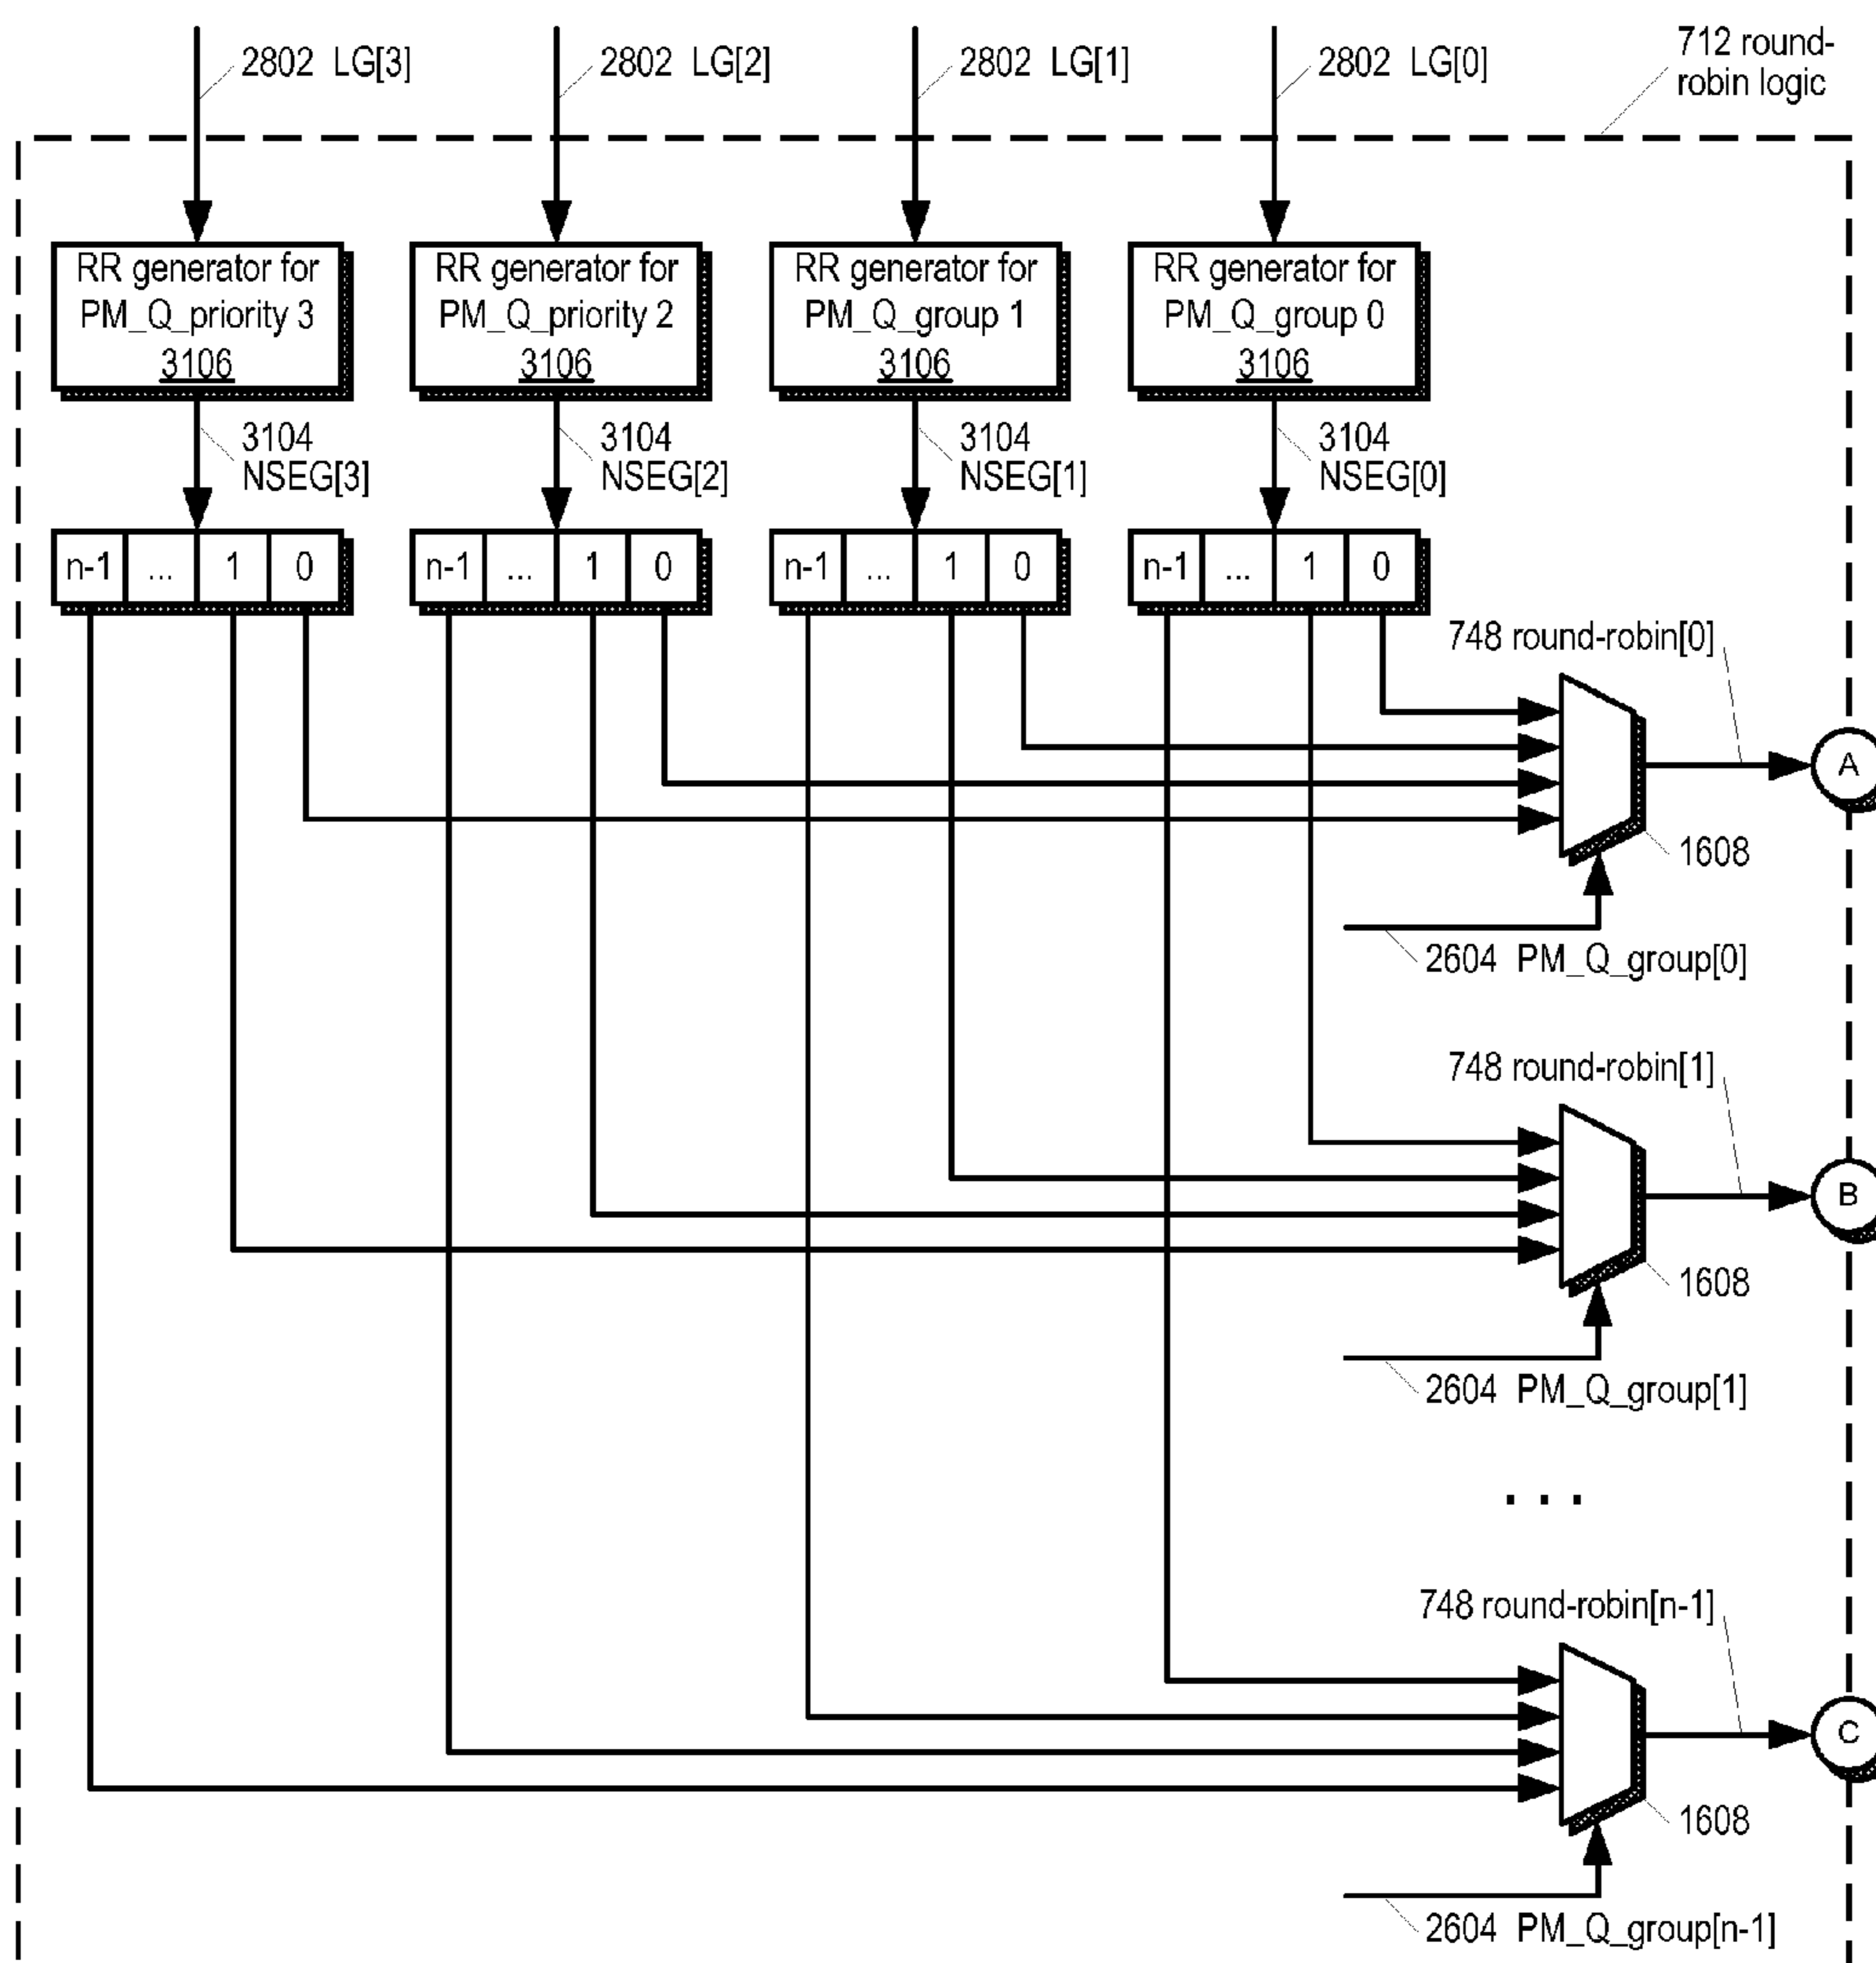 2802 LG[3]
2802 LG[2]
2802 LG[1]
2802 LG[0]
712 round-
robin logic
RR generator for
PM_Q_priority 3
3106
RR generator for
PM_Q_priority 2
3106
RR generator for
PM_Q_group 1
3106
RR generator for
PM_Q_group 0
3106
3104
NSEG[3]
3104
NSEG[2]
3104
NSEG[1]
3104
NSEG[0]
n-1 ... 1 0
n-1 ... 1 0
n-1 ... 1 0
n-1 ... 1 0
748 round-robin[0]
A
1608
2604 PM_Q_group[0]
748 round-robin[1]
B
1608
2604 PM_Q_group[1]
. . .
748 round-robin[n-1]
C
1608
2604 PM_Q_group[n-1]